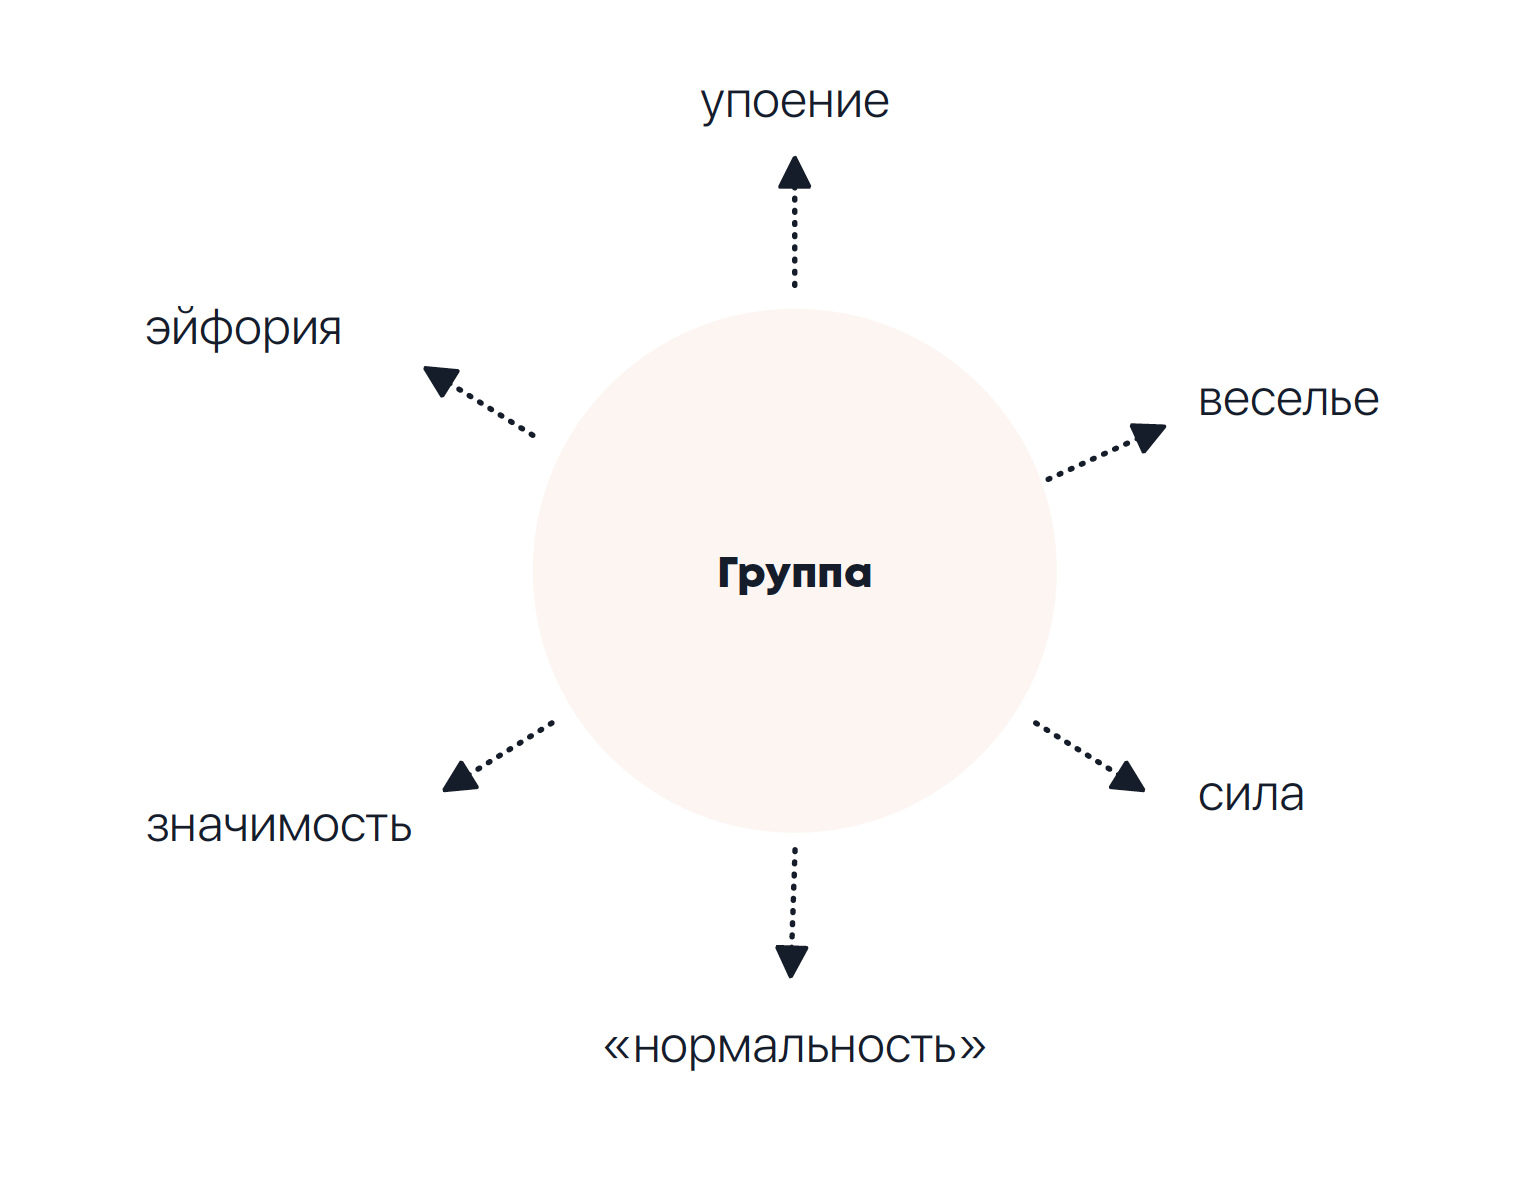 упоение
эйфория
веселье
Группа
значимость
сила
«нормальность»